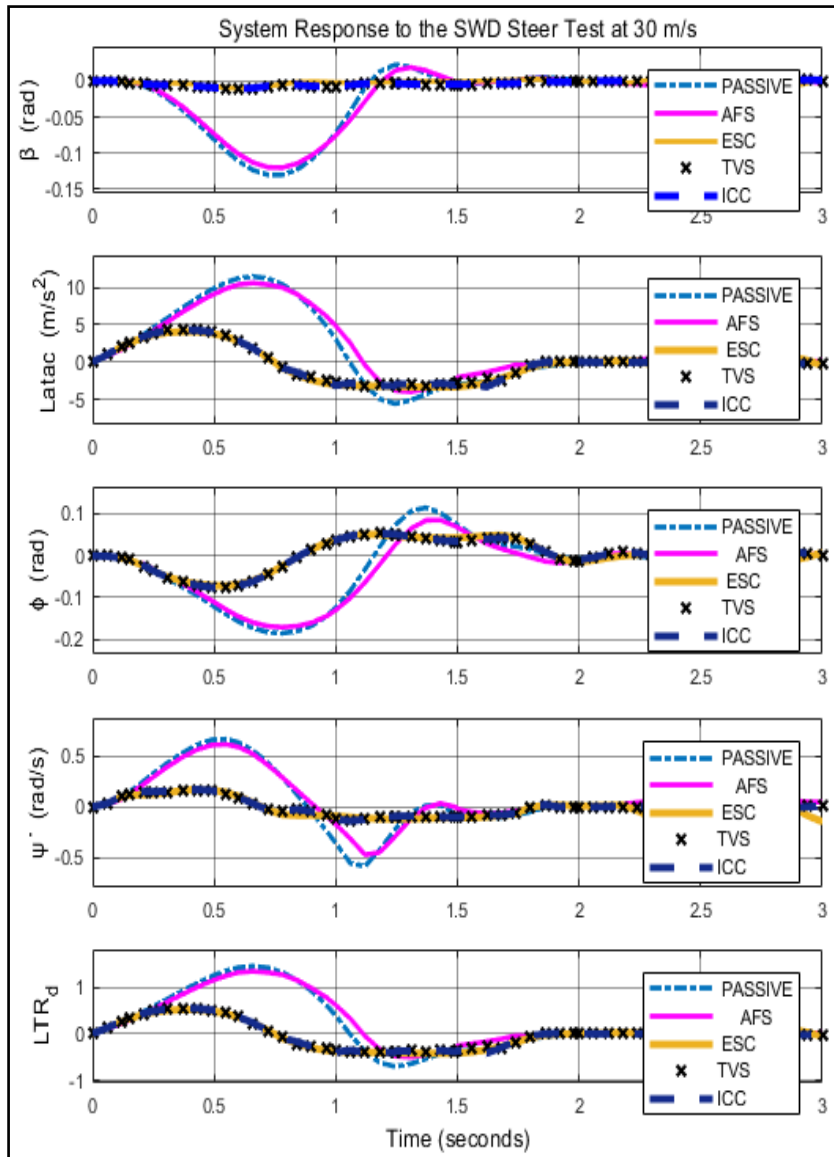 System Response to the SWD Steer Test at 30 m/s
β (rad)
0
-0.05
-0.1
-0.15
PASSIVE
AFS
ESC
TVS
ICC
0 0.5 1 1.5 2 2.5 3
Latac (m/s²)
10
5
0
-5
PASSIVE
AFS
ESC
TVS
ICC
0 0.5 1 1.5 2 2.5 3
ϕ (rad)
0.1
0
-0.1
-0.2
PASSIVE
AFS
ESC
TVS
ICC
0 0.5 1 1.5 2 2.5 3
ψ˙ (rad/s)
0.5
0
-0.5
PASSIVE
AFS
ESC
TVS
ICC
0 0.5 1 1.5 2 2.5 3
LTR_d
1
0
-1
PASSIVE
AFS
ESC
TVS
ICC
0 0.5 1 1.5 2 2.5 3
Time (seconds)